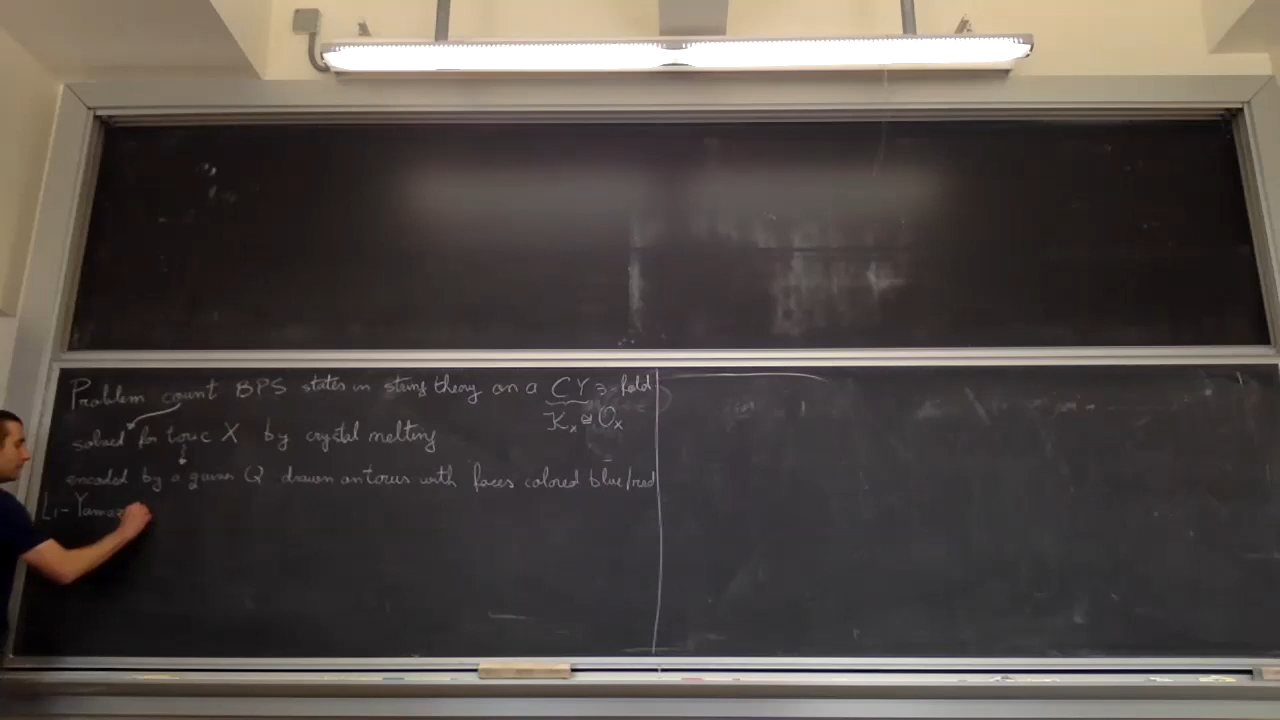 Problem count BPS states in string theory on a CY 3-fold
K_X ≅ O_X
solved for toric X by crystal melting
encoded by a quiver Q drawn on torus with faces colored blue/red
Li-Yamaz